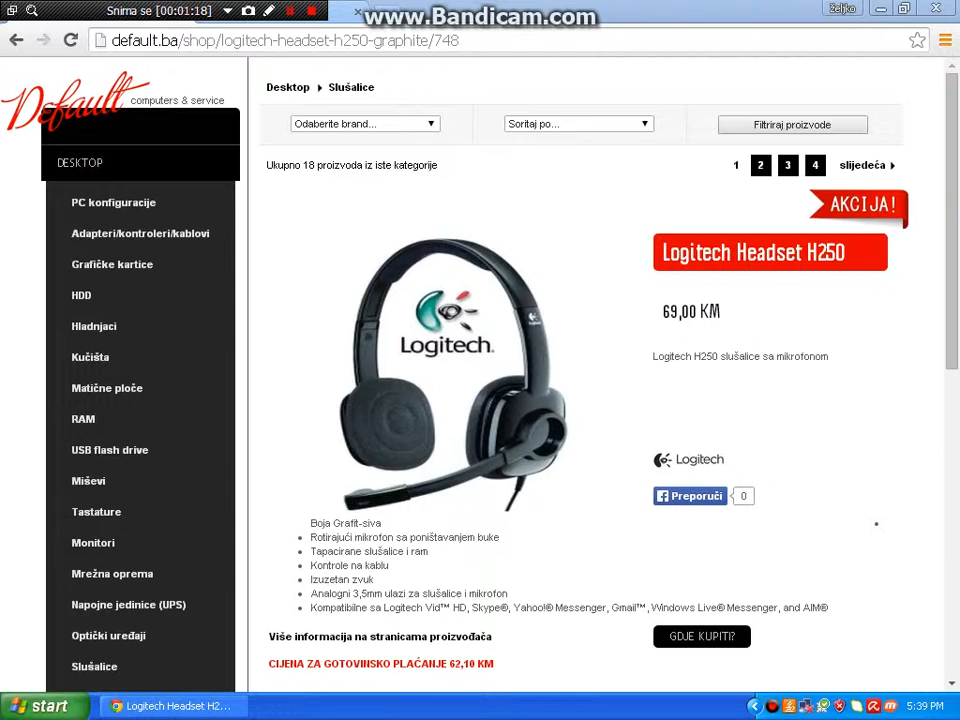 Snima se [00:01:18]
www.Bandicam.com
Željko
default.ba/shop/logitech-headset-h250-graphite/748
Default
computers & service
DESKTOP
PC konfiguracije
Adapteri/kontroleri/kablovi
Grafičke kartice
HDD
Hladnjaci
Kučišta
Matične ploče
RAM
USB flash drive
Miševi
Tastature
Monitori
Mrežna oprema
Napojne jedinice (UPS)
Optički uređaji
Slušalice
Desktop Slušalice
Odaberite brand...
Soritaj po...
Filtriraj proizvode
Ukupno 18 proizvoda iz iste kategorije
1 2 3 4 slijedeća
AKCIJA!
Logitech Headset H250
69,00 KM
Logitech H250 slušalice sa mikrofonom
Logitech.
Logitech
Preporuči 0
Boja Grafit-siva
Rotirajući mikrofon sa poništavanjem buke
Tapacirane slušalice i ram
Kontrole na kablu
Izuzetan zvuk
Analogni 3,5mm ulazi za slušalice i mikrofon
Kompatibilne sa Logitech Vid™ HD, Skype®, Yahoo!® Messenger, Gmail™, Windows Live® Messenger, and AIM®
Više informacija na stranicama proizvođača
GDJE KUPITI?
CIJENA ZA GOTOVINSKO PLAĆANJE 62,10 KM
start
Logitech Headset H2...
5:39 PM